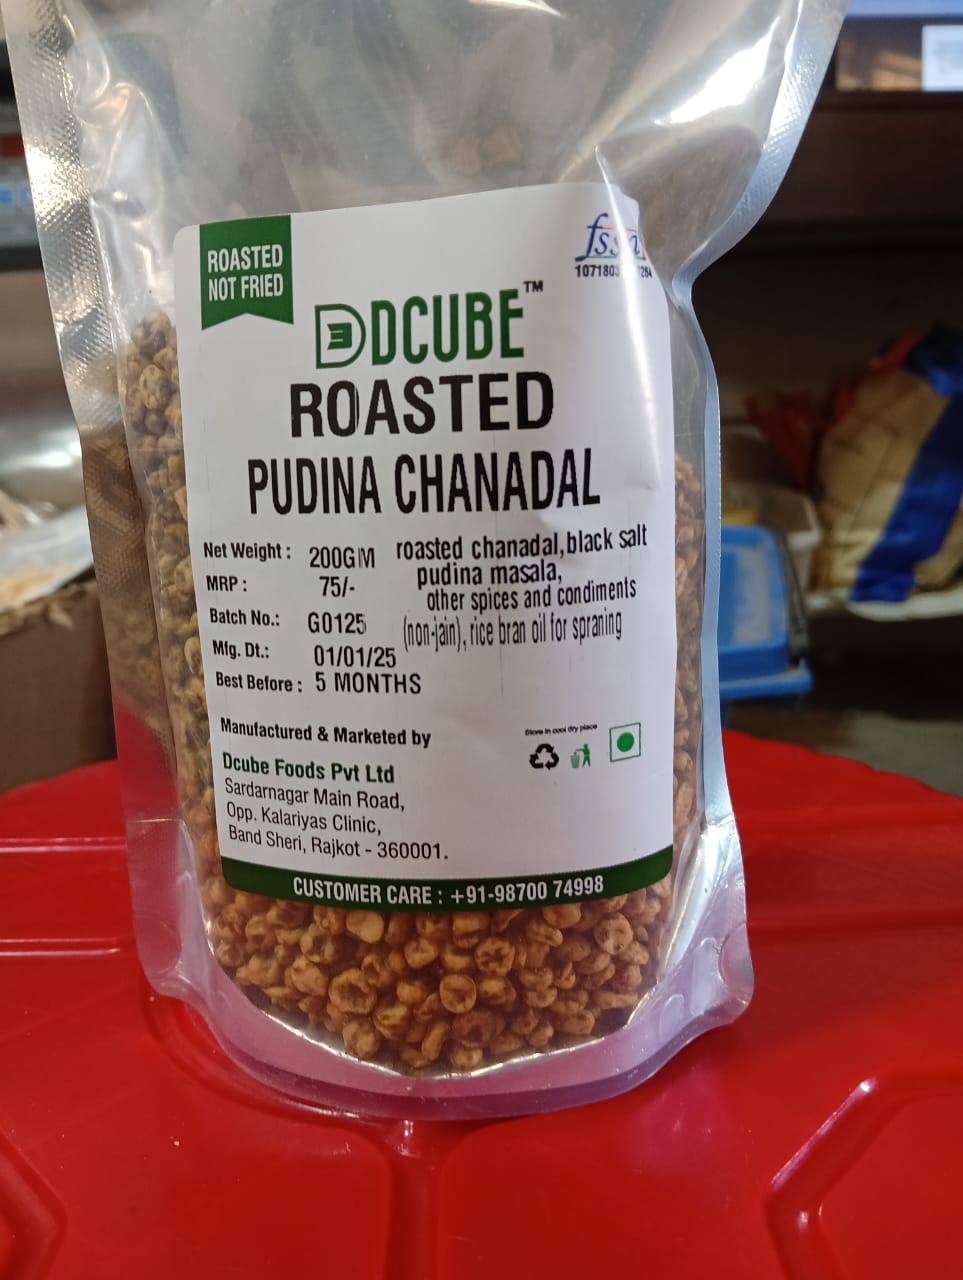 ROASTED
NOT FRIED
fssai
DCUBE™
ROASTED
PUDINA CHANADAL
Net Weight : 200GM
MRP : 75/-
Batch No.: G0125
Mfg. Dt.: 01/01/25
Best Before : 5 MONTHS
roasted chanadal, black salt
pudina masala,
other spices and condiments
(non-jain), rice bran oil for spraning
Manufactured & Marketed by
Dcube Foods Pvt Ltd
Sardarnagar Main Road,
Opp. Kalariyas Clinic,
Band Sheri, Rajkot - 360001.
Store in cool dry place
CUSTOMER CARE : +91-98700 74998